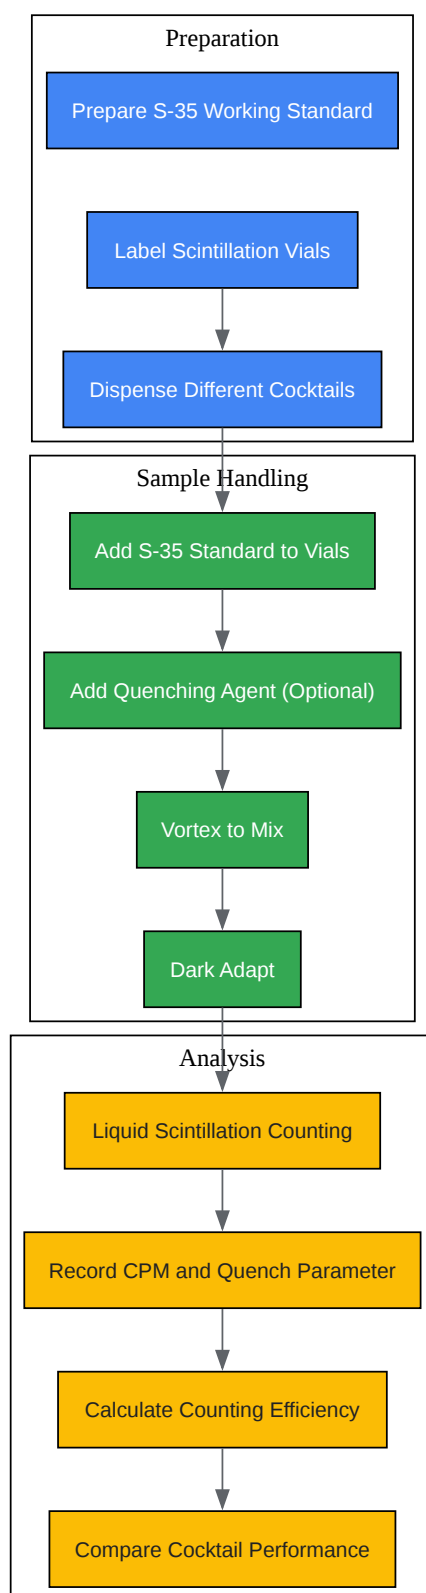 Preparation
Prepare S-35 Working Standard
Label Scintillation Vials
Dispense Different Cocktails
Sample Handling
Add S-35 Standard to Vials
Add Quenching Agent (Optional)
Vortex to Mix
Dark Adapt
Analysis
Liquid Scintillation Counting
Record CPM and Quench Parameter
Calculate Counting Efficiency
Compare Cocktail Performance